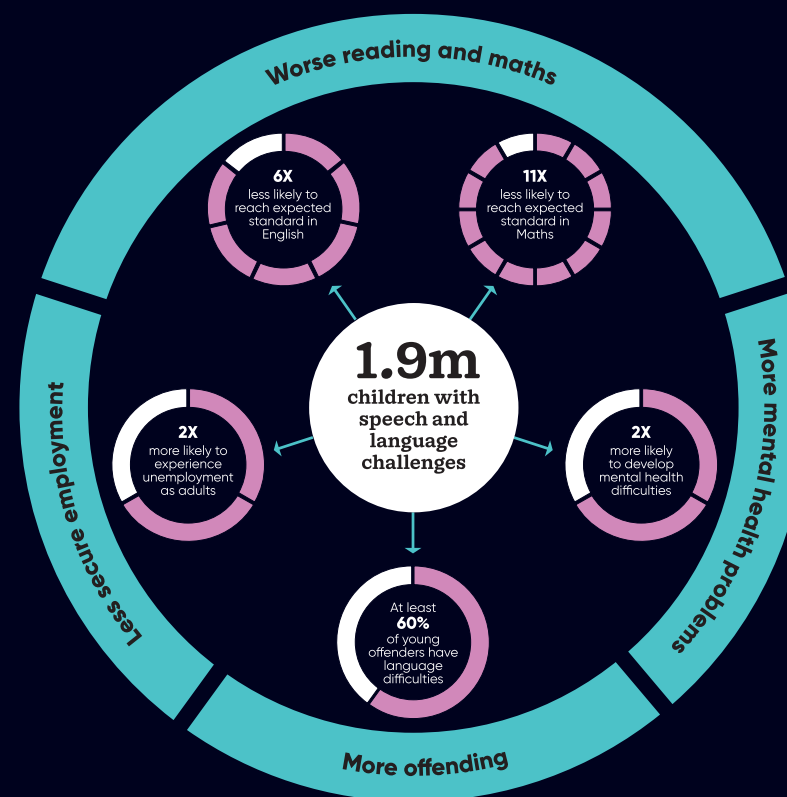 Worse reading and maths
6X
less likely to
reach expected
standard in
English
11X
less likely to
reach expected
standard in
Maths
1.9m
children with
speech and
language
challenges
2X
more likely to
experience
unemployment
as adults
2X
more likely
to develop
mental health
difficulties
At least
60%
of young
offenders have
language
difficulties
Less secure employment
More mental health problems
More offending